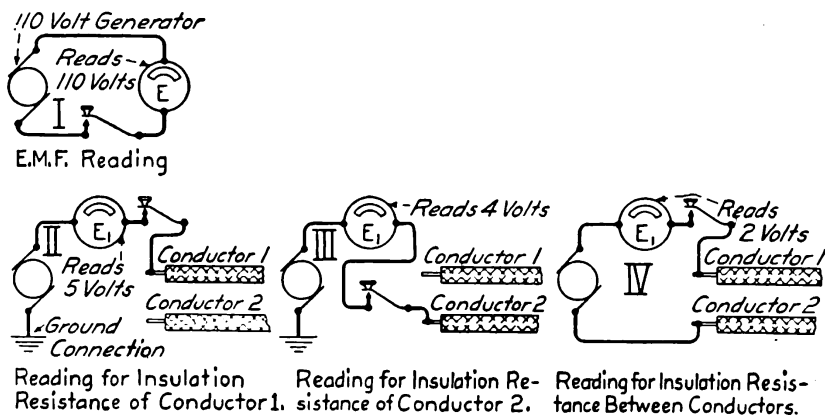 110 Volt Generator
Reads
110 Volts
E
I
E.M.F. Reading
II
E1
Reads
5 Volts
Conductor 1
Conductor 2
Ground
Connection
Reading for Insulation
Resistance of Conductor 1.
III
E1
Reads 4 Volts
Conductor 1
Conductor 2
Reading for Insulation Re-
sistance of Conductor 2.
IV
E1
Reads
2 Volts
Conductor 1
Conductor 2
Reading for Insulation Resis-
tance Between Conductors.